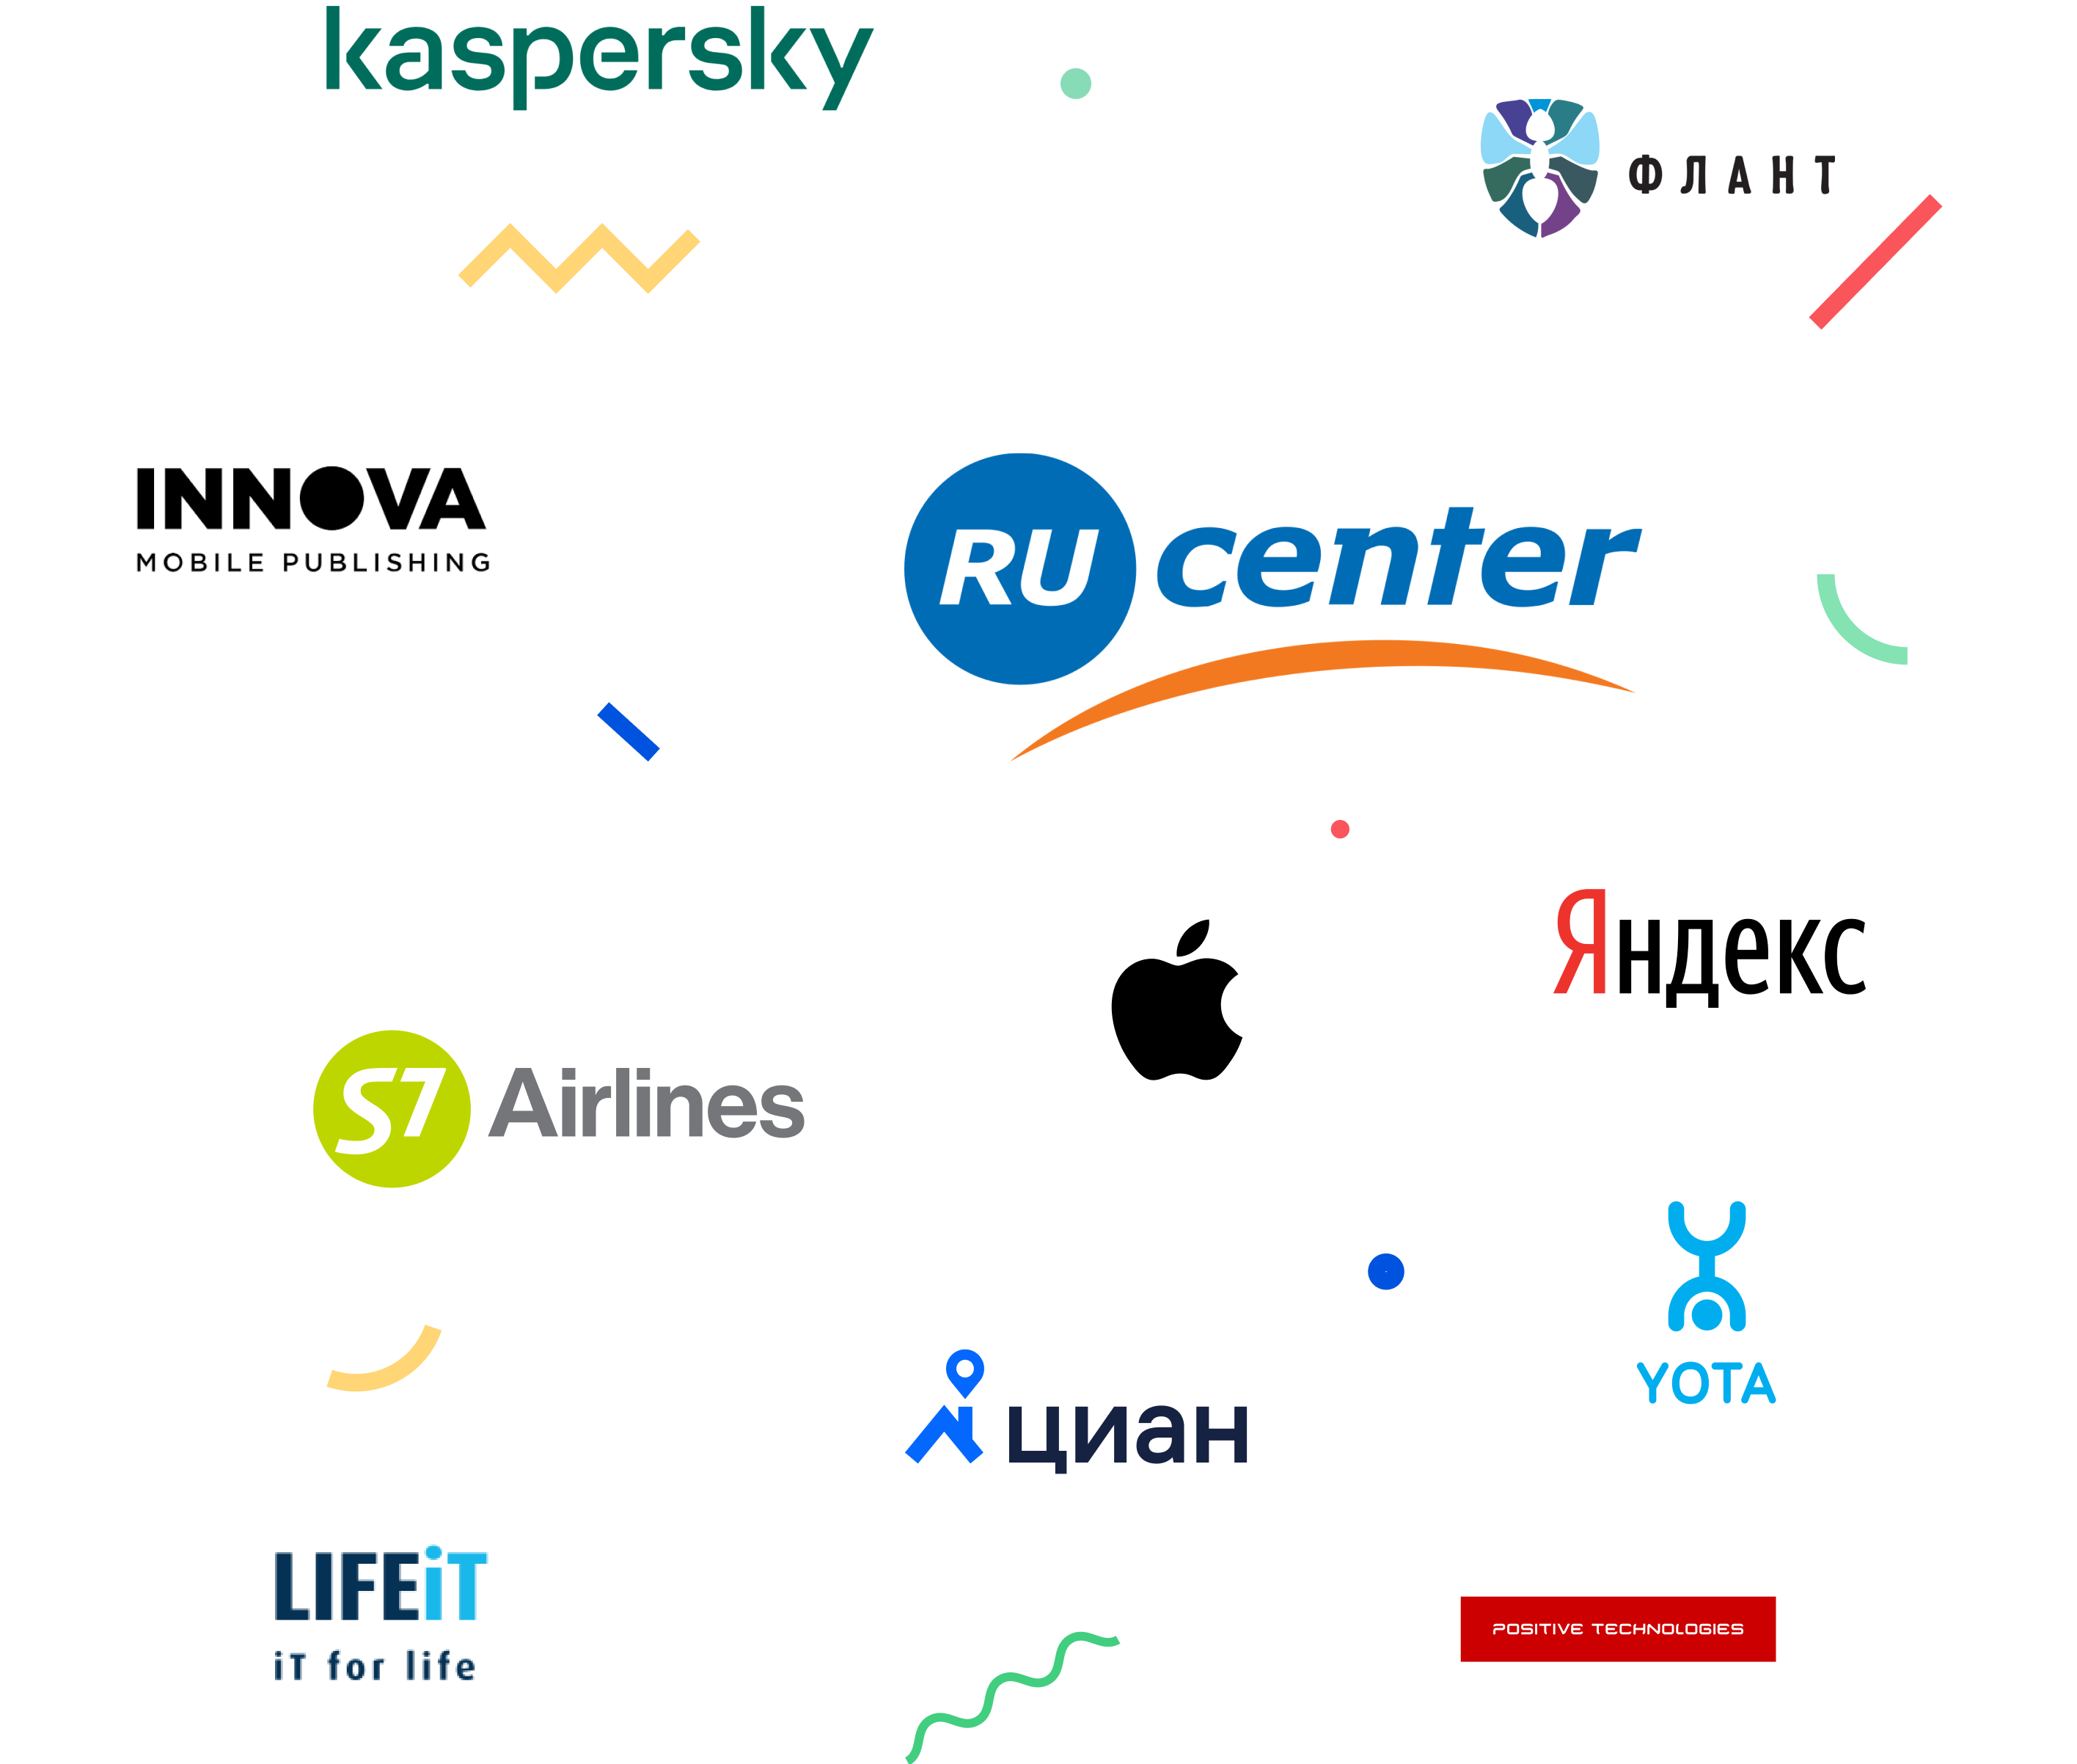 kaspersky
флант
INNOVA
MOBILE PUBLISHING
RU center
Яндекс
S7 Airlines
YOTA
циан
LIFEiT
iT for life
POSITIVE TECHNOLOGIES